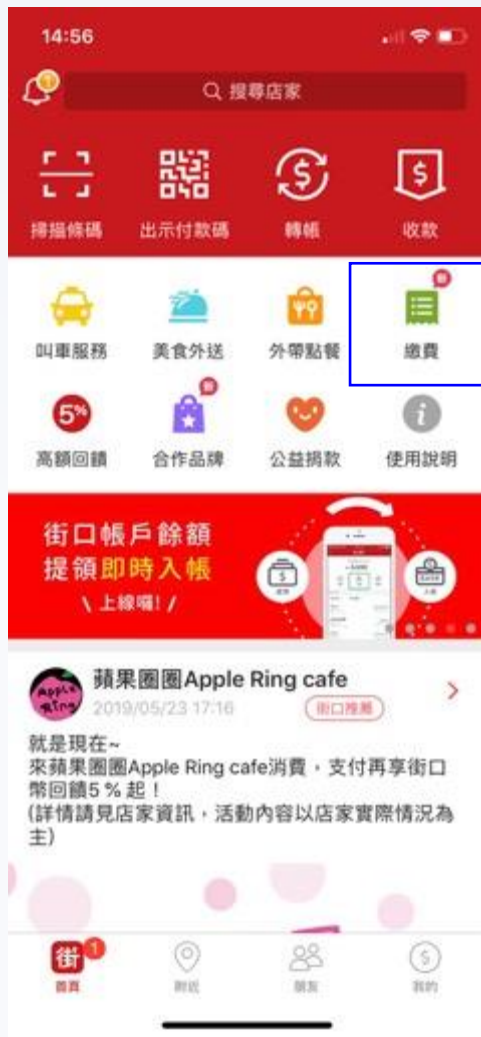 14:56
搜尋店家
掃描條碼 出示付款碼 轉帳 收款
叫車服務 美食外送 外帶點餐 繳費
5%
高額回饋 合作品牌 公益捐款 使用說明
街口帳戶餘額
提領即時入帳
\ 上線囉! /
蘋果圈圈Apple Ring cafe
2019/05/23 17:16 街口推薦
Apple
Ring
就是現在~
來蘋果圈圈Apple Ring cafe消費，支付再享街口
幣回饋5%起！
(詳情請見店家資訊，活動內容以店家實際情況為
主)
街 1
首頁 附近 朋友 我的